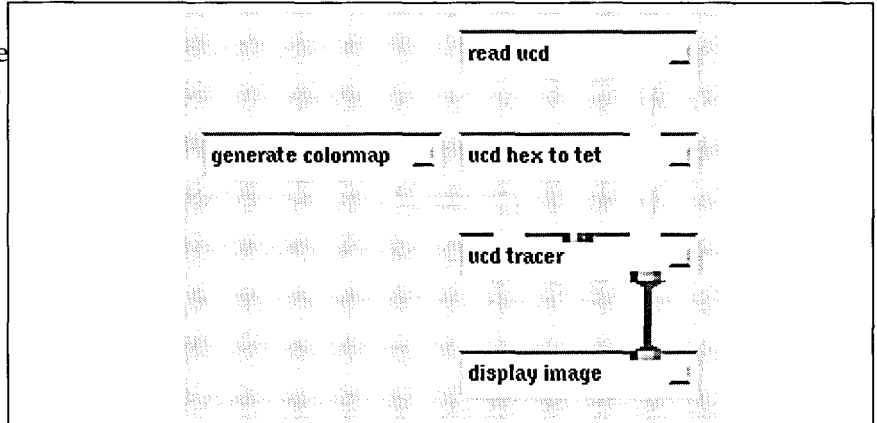 e
read ucd
generate colormap
ucd hex to tet
ucd tracer
display image